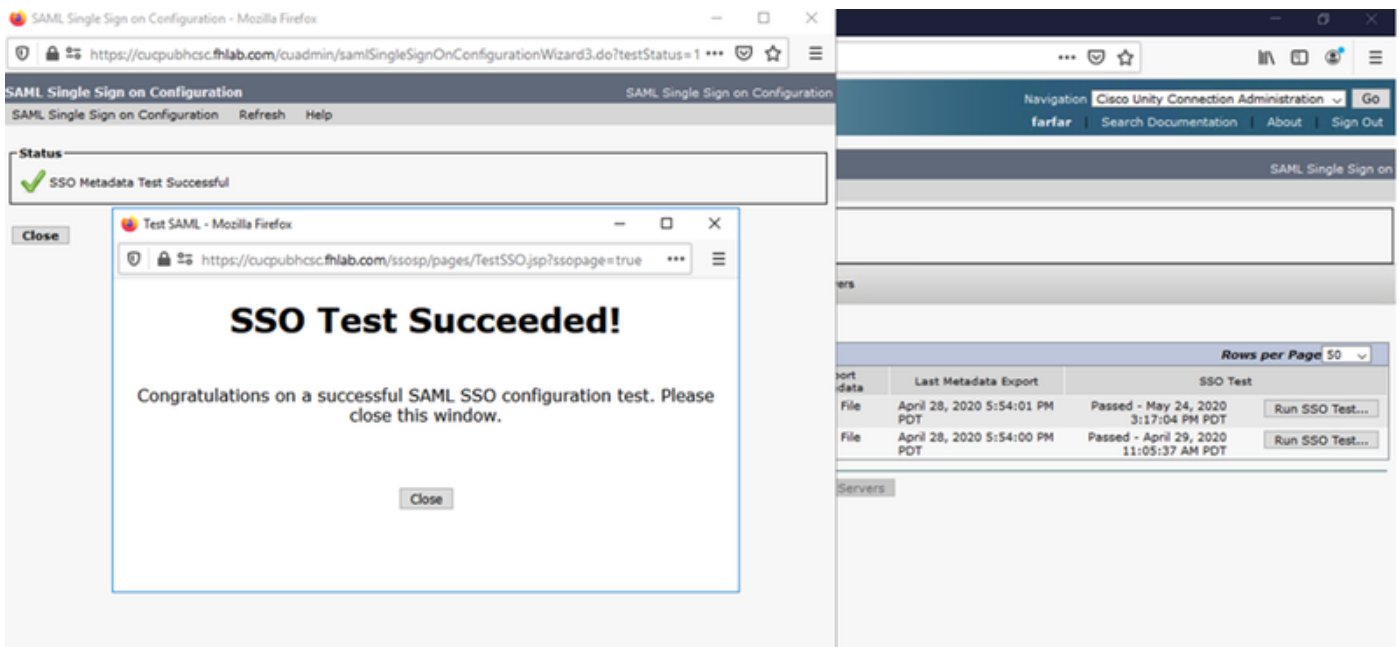 SAML Single Sign on Configuration - Mozilla Firefox
https://cucpubhcsc.fhlab.com/cuadmin/samlSingleSignOnConfigurationWizard3.do?testStatus=1
SAML Single Sign on Configuration
SAML Single Sign on Configuration
SAML Single Sign on Configuration Refresh Help
Status
SSO Metadata Test Successful
Close
Test SAML - Mozilla Firefox
https://cucpubhcsc.fhlab.com/ssosp/pages/TestSSO.jsp?ssopage=true
SSO Test Succeeded!
Congratulations on a successful SAML SSO configuration test. Please
close this window.
Close
Navigation Cisco Unity Connection Administration Go
farfar | Search Documentation | About | Sign Out
SAML Single Sign on
ers
Rows per Page 50
port
data
Last Metadata Export
SSO Test
File
April 28, 2020 5:54:01 PM
PDT
Passed - May 24, 2020
3:17:04 PM PDT
Run SSO Test...
File
April 28, 2020 5:54:00 PM
PDT
Passed - April 29, 2020
11:05:37 AM PDT
Run SSO Test...
Servers